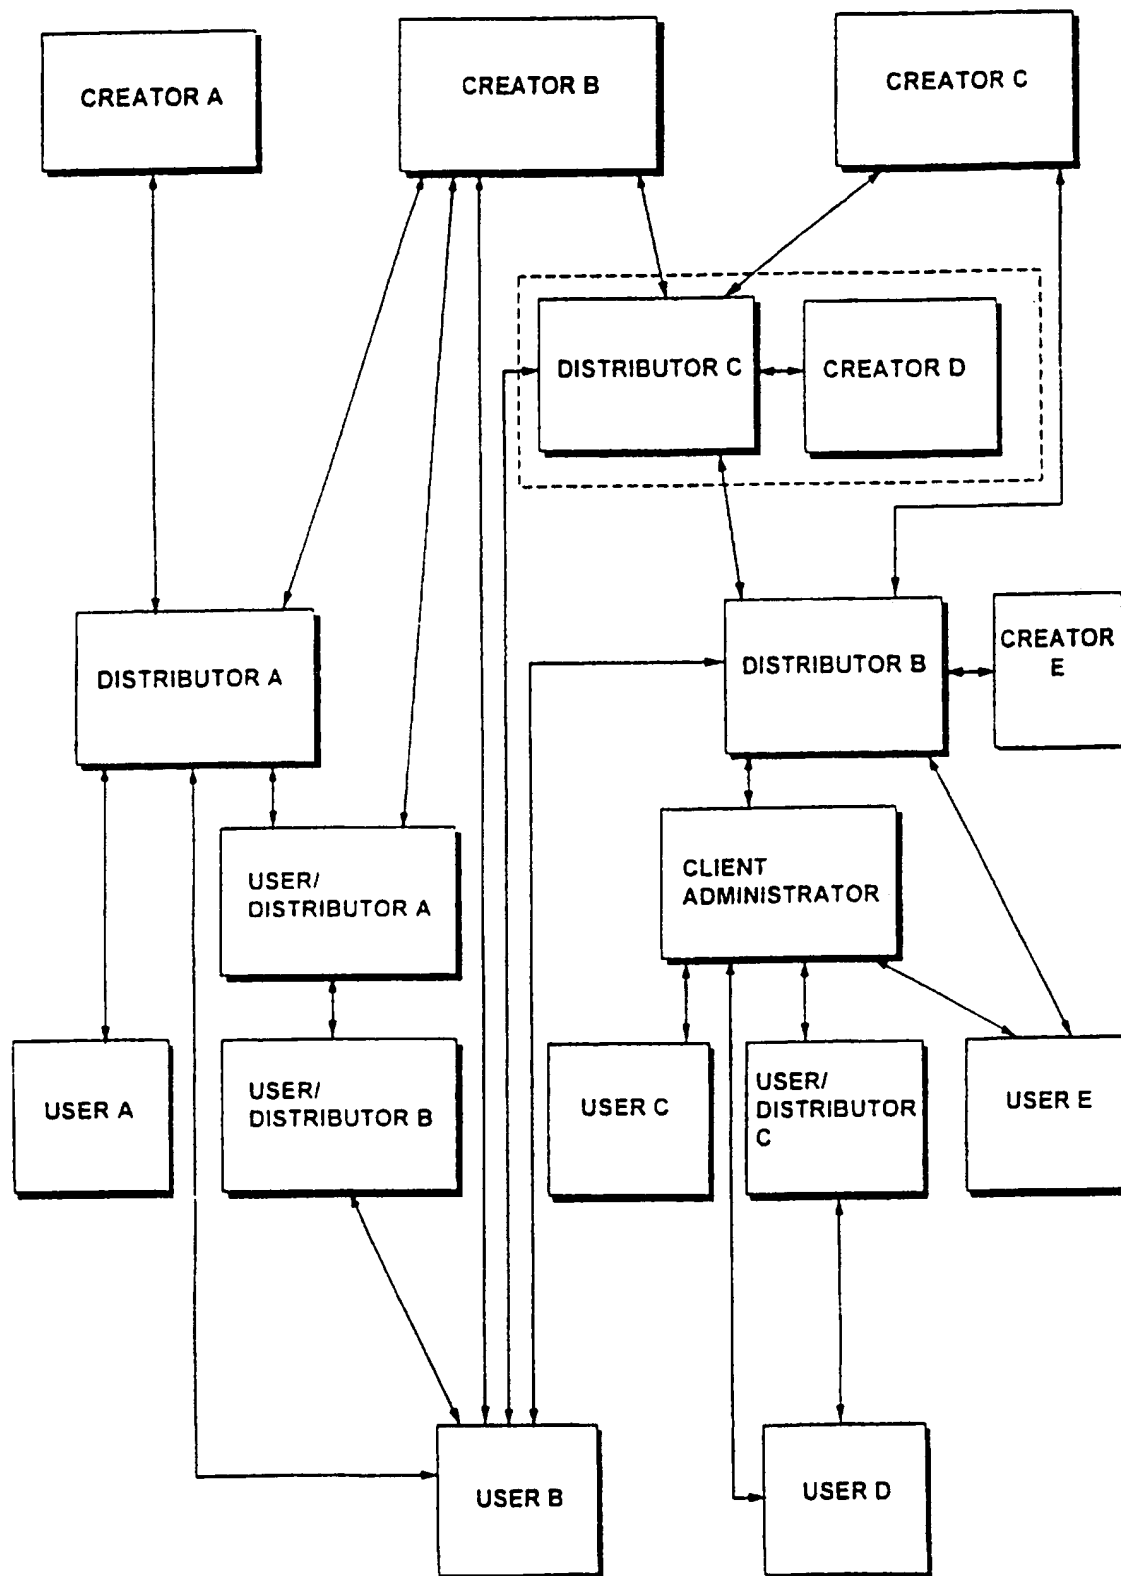 CREATOR A
CREATOR B
CREATOR C
DISTRIBUTOR C
CREATOR D
DISTRIBUTOR A
DISTRIBUTOR B
CREATOR
E
USER/
DISTRIBUTOR A
CLIENT
ADMINISTRATOR
USER A
USER/
DISTRIBUTOR B
USER C
USER/
DISTRIBUTOR
C
USER E
USER B
USER D